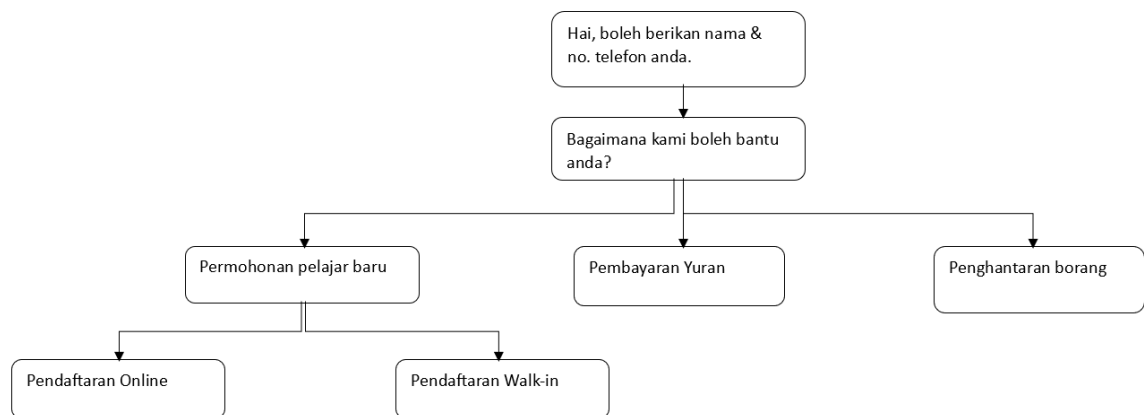 Hai, boleh berikan nama &
no. telefon anda.
Bagaimana kami boleh bantu
anda?
Permohonan pelajar baru
Pembayaran Yuran
Penghantaran borang
Pendaftaran Online
Pendaftaran Walk-in